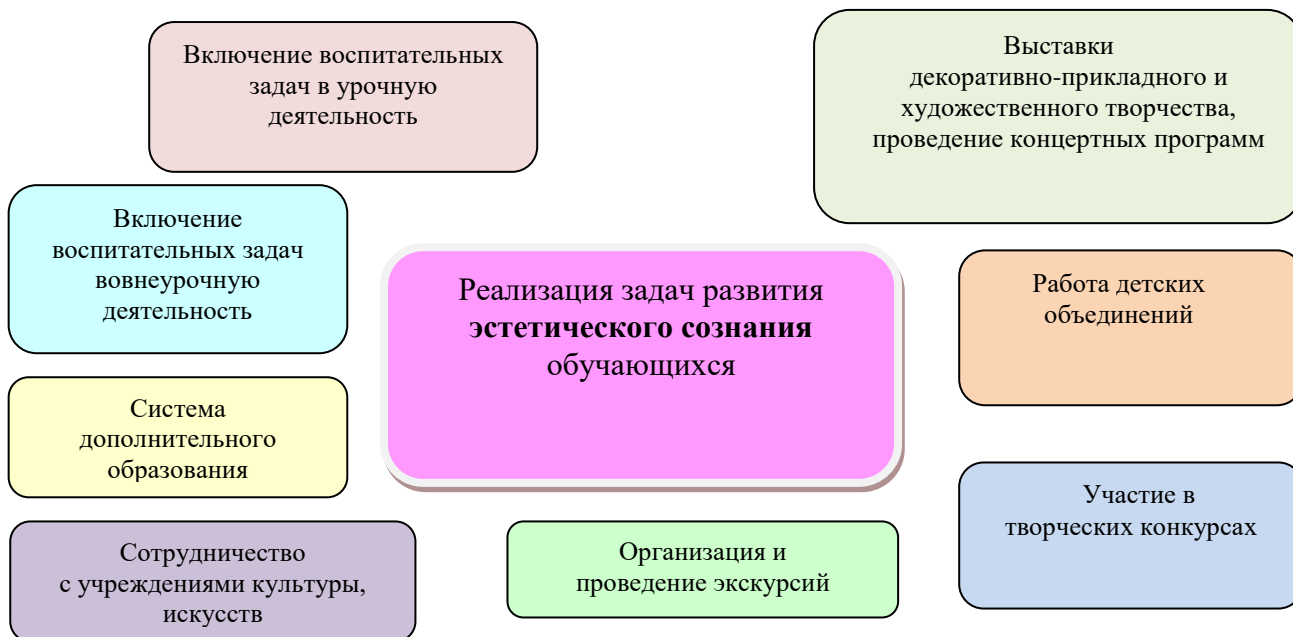 Включение воспитательных
задач в урочную
деятельность
Выставки
декоративно-прикладного и
художественного творчества,
проведение концертных программ
Включение
воспитательных задач
вовнеурочную
деятельность
Реализация задач развития
эстетического сознания
обучающихся
Работа детских
объединений
Система
дополнительного
образования
Участие в
творческих конкурсах
Сотрудничество
с учреждениями культуры,
искусств
Организация и
проведение экскурсий